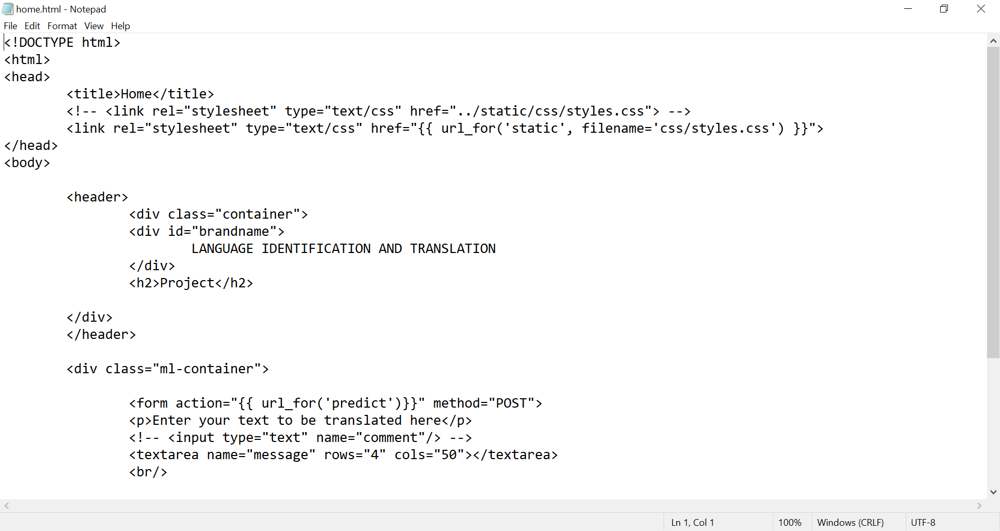 home.html - Notepad
File Edit Format View Help
<!DOCTYPE html>
<html>
<head>
<title>Home</title>
<!-- <link rel="stylesheet" type="text/css" href="../static/css/styles.css"> -->
<link rel="stylesheet" type="text/css" href="{{ url_for('static', filename='css/styles.css') }}">
</head>
<body>
<header>
<div class="container">
<div id="brandname">
LANGUAGE IDENTIFICATION AND TRANSLATION
</div>
<h2>Project</h2>
</div>
</header>
<div class="ml-container">
<form action="{{ url_for('predict')}}" method="POST">
<p>Enter your text to be translated here</p>
<!-- <input type="text" name="comment"/> -->
<textarea name="message" rows="4" cols="50"></textarea>
<br/>
Ln 1, Col 1 100% Windows (CRLF) UTF-8